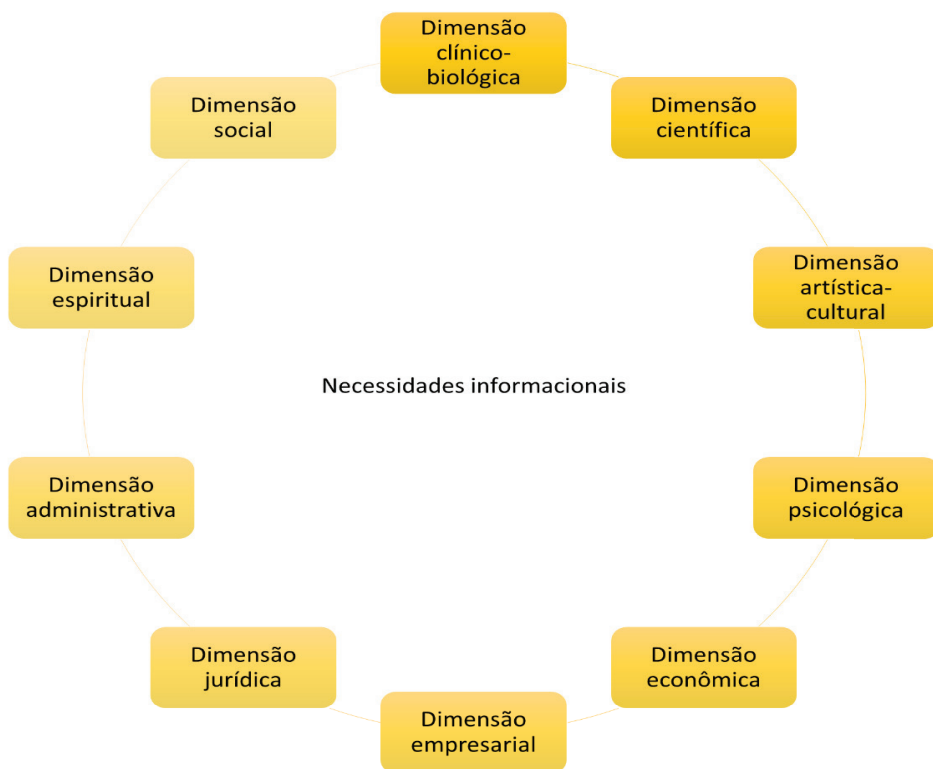 Dimensão
clínico-
biológica
Dimensão
científica
Dimensão
artística-
cultural
Dimensão
psicológica
Dimensão
econômica
Dimensão
empresarial
Dimensão
jurídica
Dimensão
administrativa
Dimensão
espiritual
Dimensão
social
Necessidades informacionais